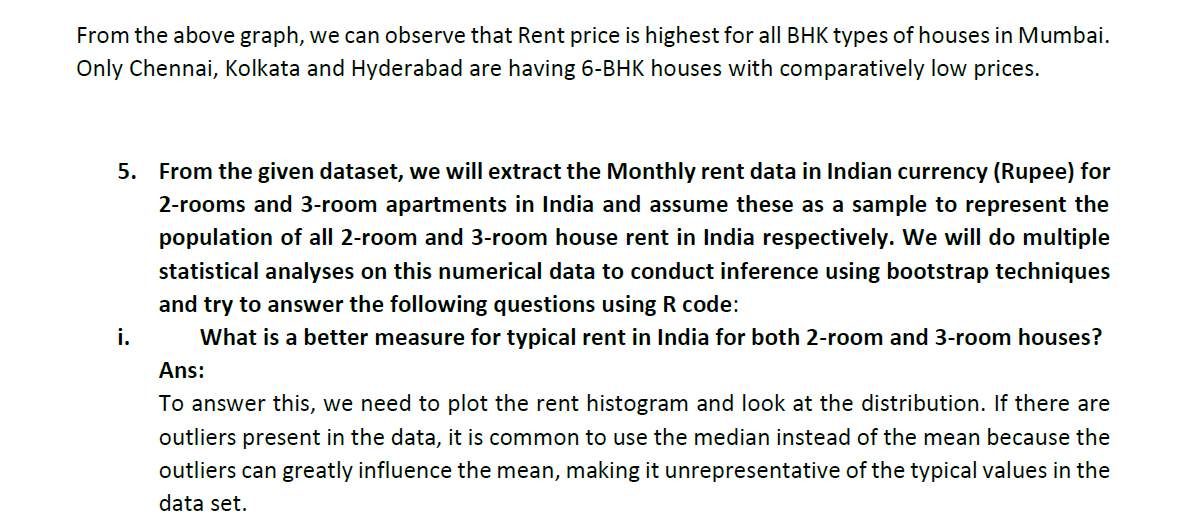 From the above graph, we can observe that Rent price is highest for all BHK types of houses in Mumbai.
Only Chennai, Kolkata and Hyderabad are having 6-BHK houses with comparatively low prices.
5. From the given dataset, we will extract the Monthly rent data in Indian currency (Rupee) for
2-rooms and 3-room apartments in India and assume these as a sample to represent the
population of all 2-room and 3-room house rent in India respectively. We will do multiple
statistical analyses on this numerical data to conduct inference using bootstrap techniques
and try to answer the following questions using R code:
i. What is a better measure for typical rent in India for both 2-room and 3-room houses?
Ans:
To answer this, we need to plot the rent histogram and look at the distribution. If there are
outliers present in the data, it is common to use the median instead of the mean because the
outliers can greatly influence the mean, making it unrepresentative of the typical values in the
data set.